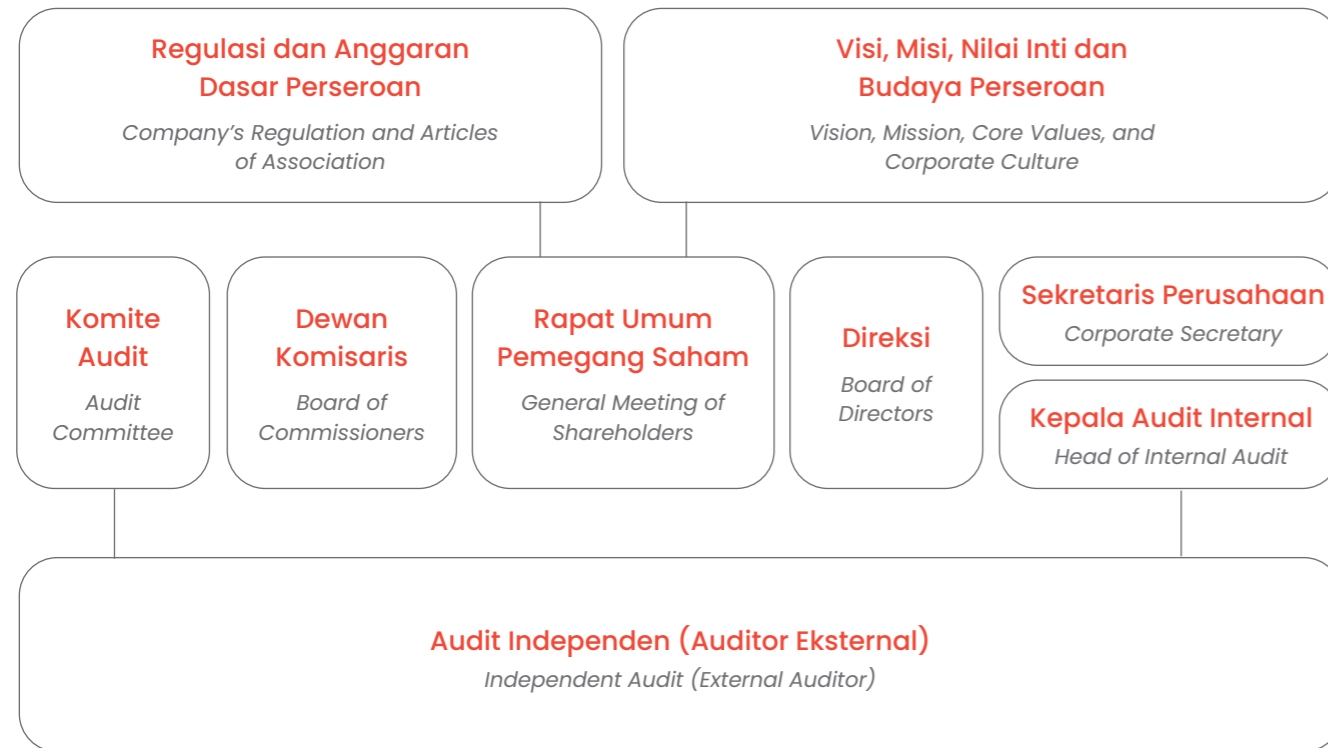 Regulasi dan Anggaran
Dasar Perseroan
Company's Regulation and Articles
of Association
Visi, Misi, Nilai Inti dan
Budaya Perseroan
Vision, Mission, Core Values, and
Corporate Culture
Komite
Audit
Audit
Committee
Dewan
Komisaris
Board of
Commissioners
Rapat Umum
Pemegang Saham
General Meeting of
Shareholders
Direksi
Board of
Directors
Sekretaris Perusahaan
Corporate Secretary
Kepala Audit Internal
Head of Internal Audit
Audit Independen (Auditor Eksternal)
Independent Audit (External Auditor)